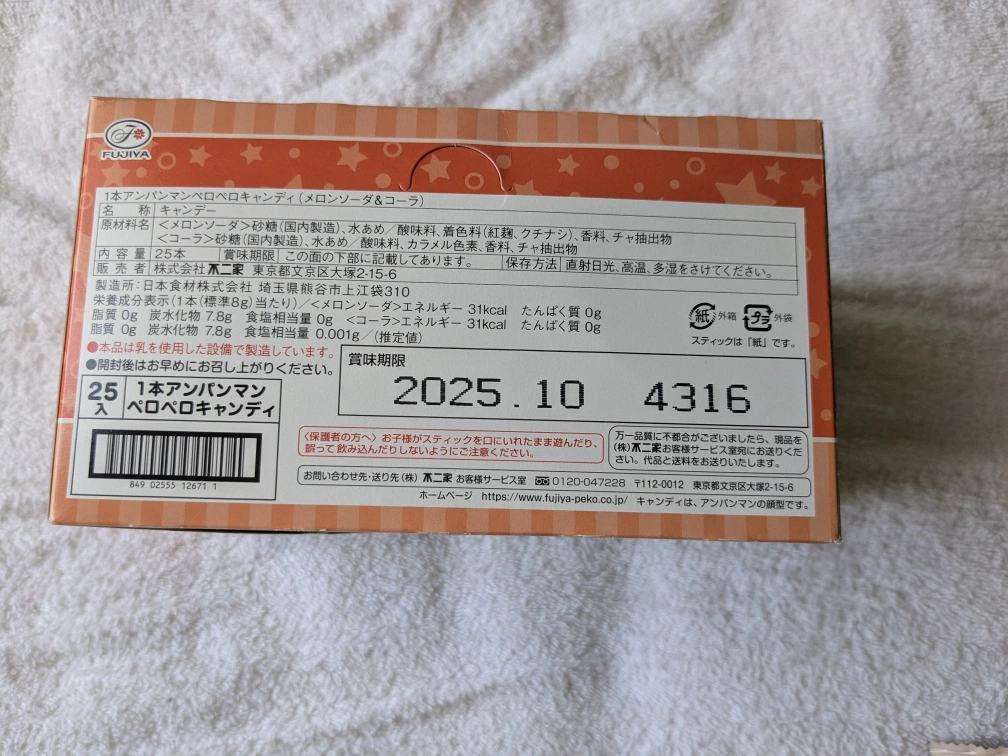 FUJIYA
1本アンパンマンペロペロキャンディ(メロンソーダ&コーラ)
名 称 キャンデー
原材料名 <メロンソーダ>砂糖(国内製造)、水あめ/酸味料、着色料(紅麹、クチナシ)、香料、チャ抽出物
<コーラ>砂糖(国内製造)、水あめ/酸味料、カラメル色素、香料、チャ抽出物
内 容 量 25本 賞味期限 この面の下部に記載してあります。 保存方法 直射日光、高温、多湿をさけてください。
販 売 者 株式会社不二家 東京都文京区大塚2-15-6
製造所:日本食材株式会社 埼玉県熊谷市上江袋310
栄養成分表示(1本(標準8g)当たり)/<メロンソーダ>エネルギー 31kcal たんぱく質 0g
脂質 0g 炭水化物 7.8g 食塩相当量 0g <コーラ>エネルギー 31kcal たんぱく質 0g
脂質 0g 炭水化物 7.8g 食塩相当量 0.001g/(推定値)
紙 外箱 プラ 外袋
スティックは「紙」です。
●本品は乳を使用した設備で製造しています。
●開封後はお早めにお召し上がりください。
賞味期限
2025.10 4316
25入
1本アンパンマン
ペロペロキャンディ
849 02555 12671 1
〈保護者の方へ〉お子様がスティックを口にいれたまま遊んだり、
誤って飲み込んだりしないようにご注意ください。
万一品質に不都合がございましたら、現品を
(株)不二家お客様サービス室宛にお送りくだ
さい。代品と送料をお送りいたします。
お問い合わせ先・送り先(株)不二家 お客様サービス室 0120-047228 〒112-0012 東京都文京区大塚2-15-6
ホームページ https://www.fujiya-peko.co.jp/ キャンディは、アンパンマンの顔型です。